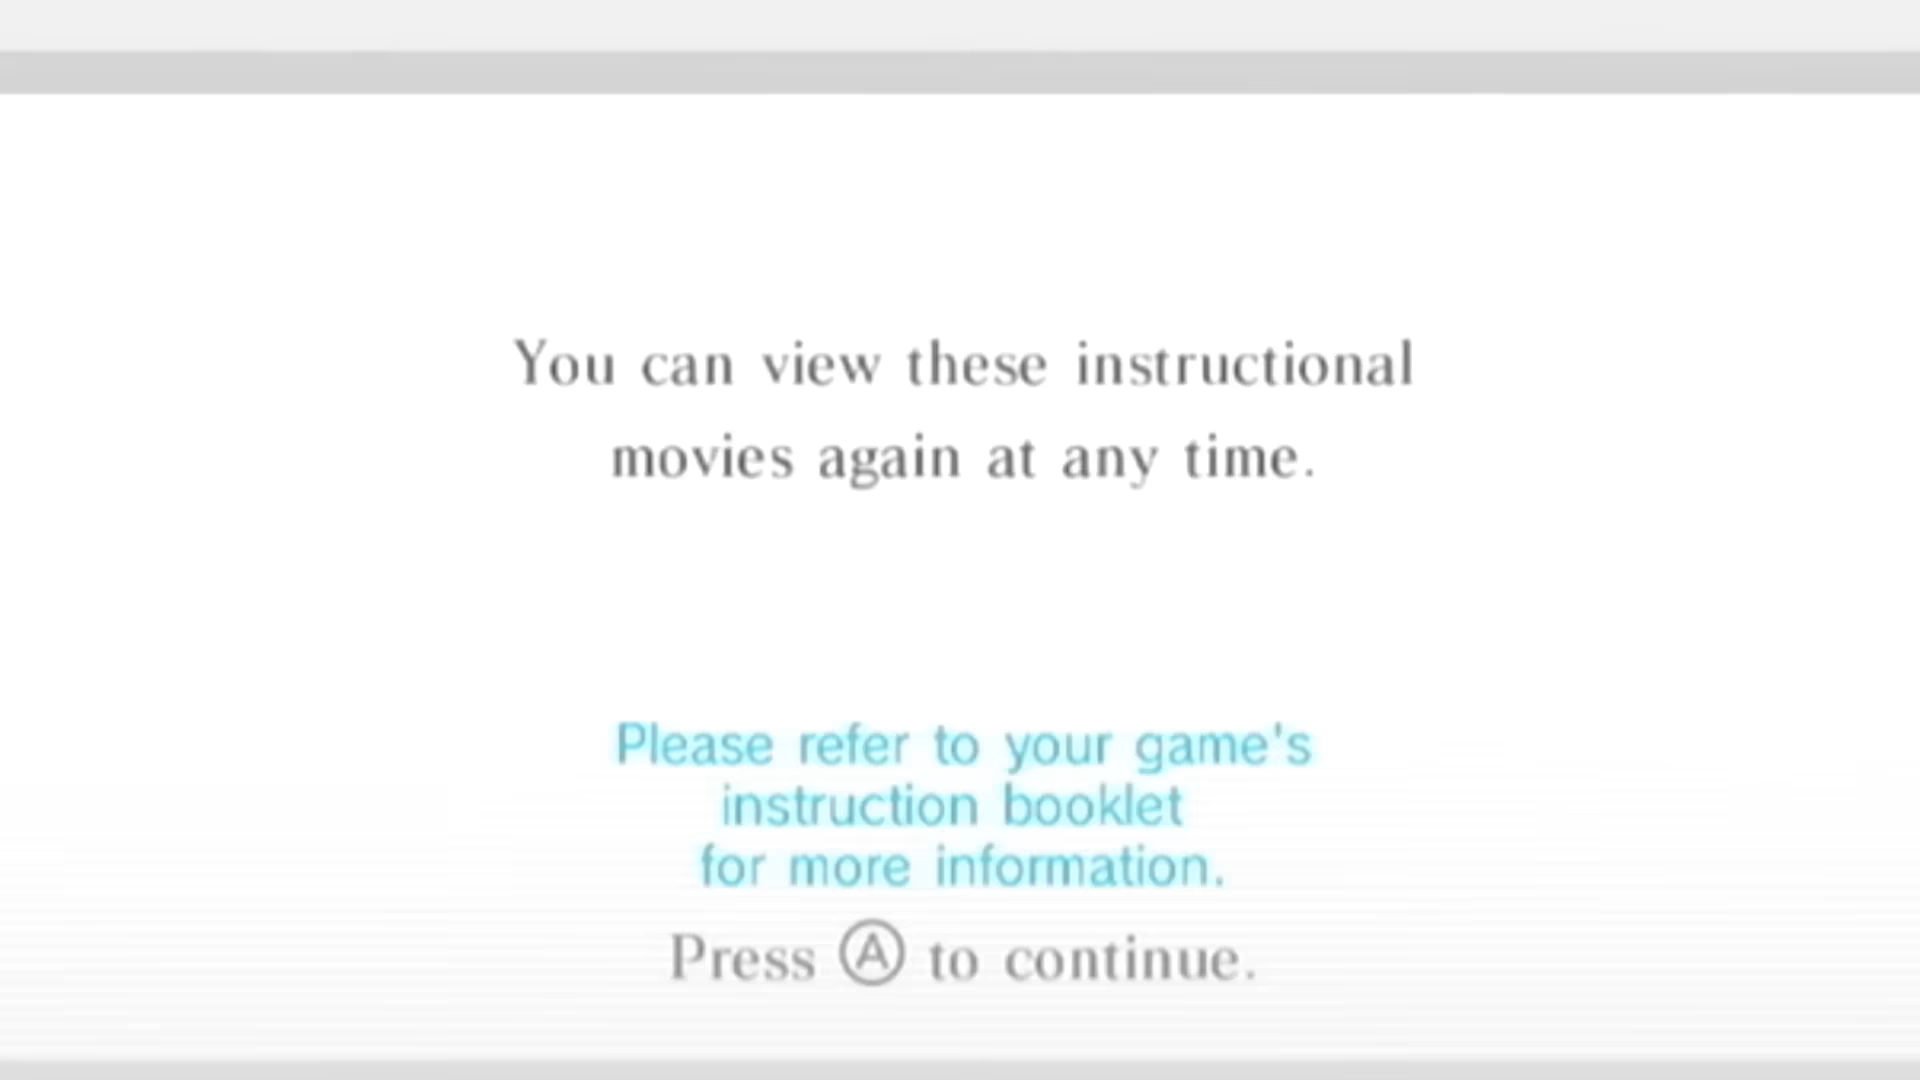 You can view these instructional
movies again at any time.
Please refer to your game's
instruction booklet
for more information.
Press Ⓐ to continue.